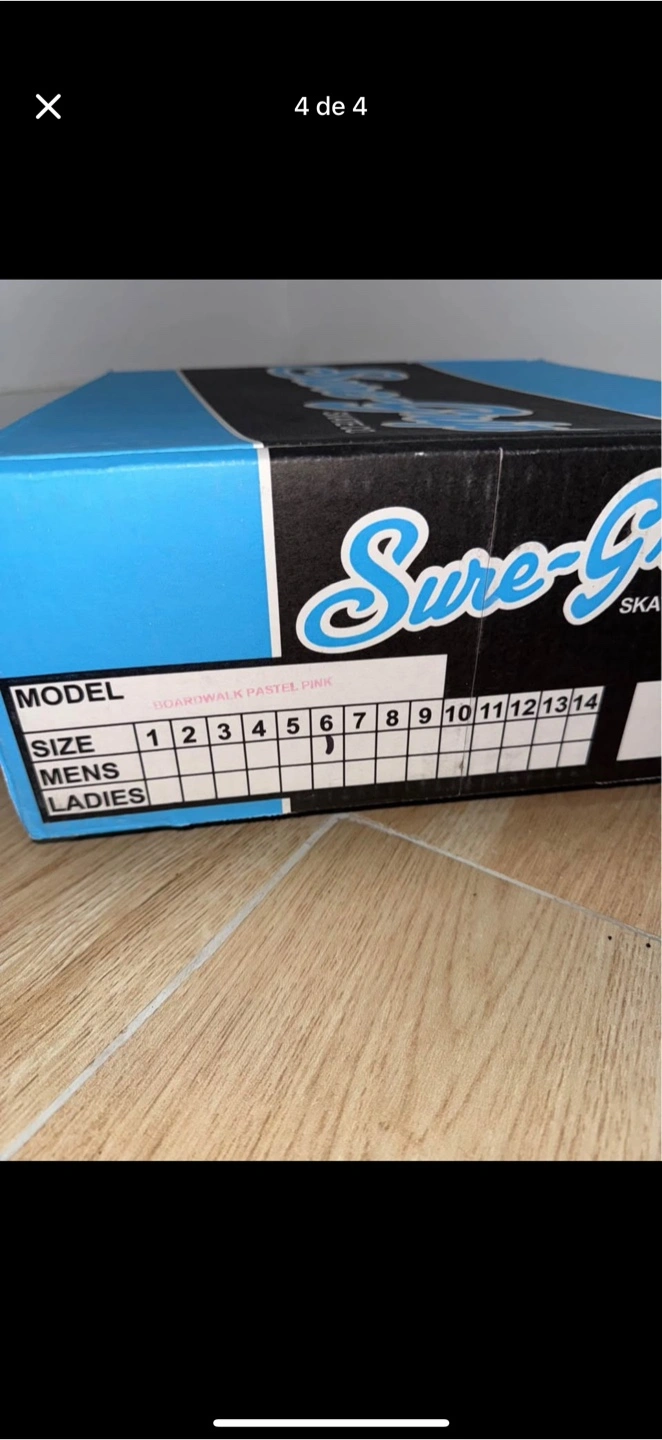 4 de 4
Sure-G
SKA
MODEL BOARDWALK PASTEL PINK
SIZE 1 2 3 4 5 6 7 8 9 10 11 12 13 14
MENS
LADIES